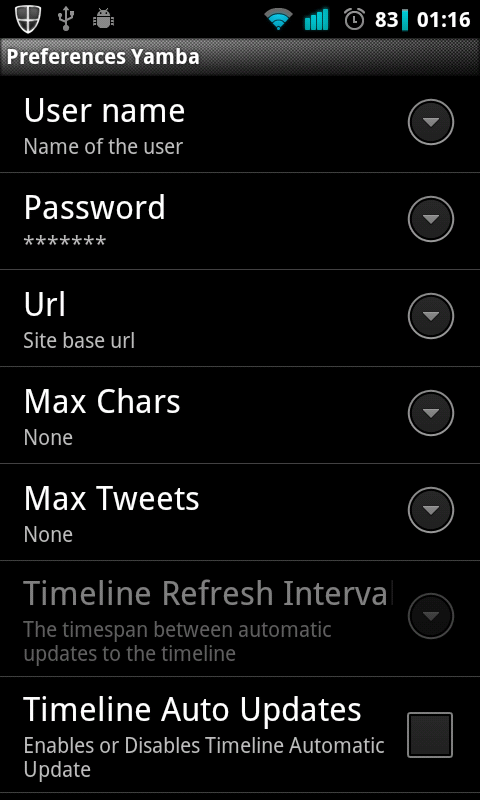 83 01:16
Preferences Yamba
User name
Name of the user
Password
*******
Url
Site base url
Max Chars
None
Max Tweets
None
Timeline Refresh Interva
The timespan between automatic
updates to the timeline
Timeline Auto Updates
Enables or Disables Timeline Automatic
Update